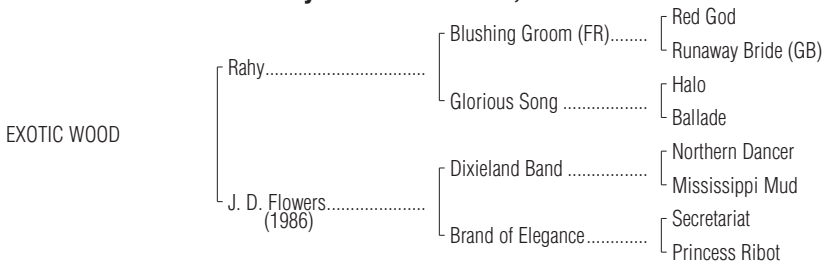 Red God
Blushing Groom (FR)........
Runaway Bride (GB)
Rahy................................
Halo
Glorious Song .................
Ballade
EXOTIC WOOD
Northern Dancer
Dixieland Band ................
Mississippi Mud
J. D. Flowers....................
(1986)
Secretariat
Brand of Elegance.............
Princess Ribot